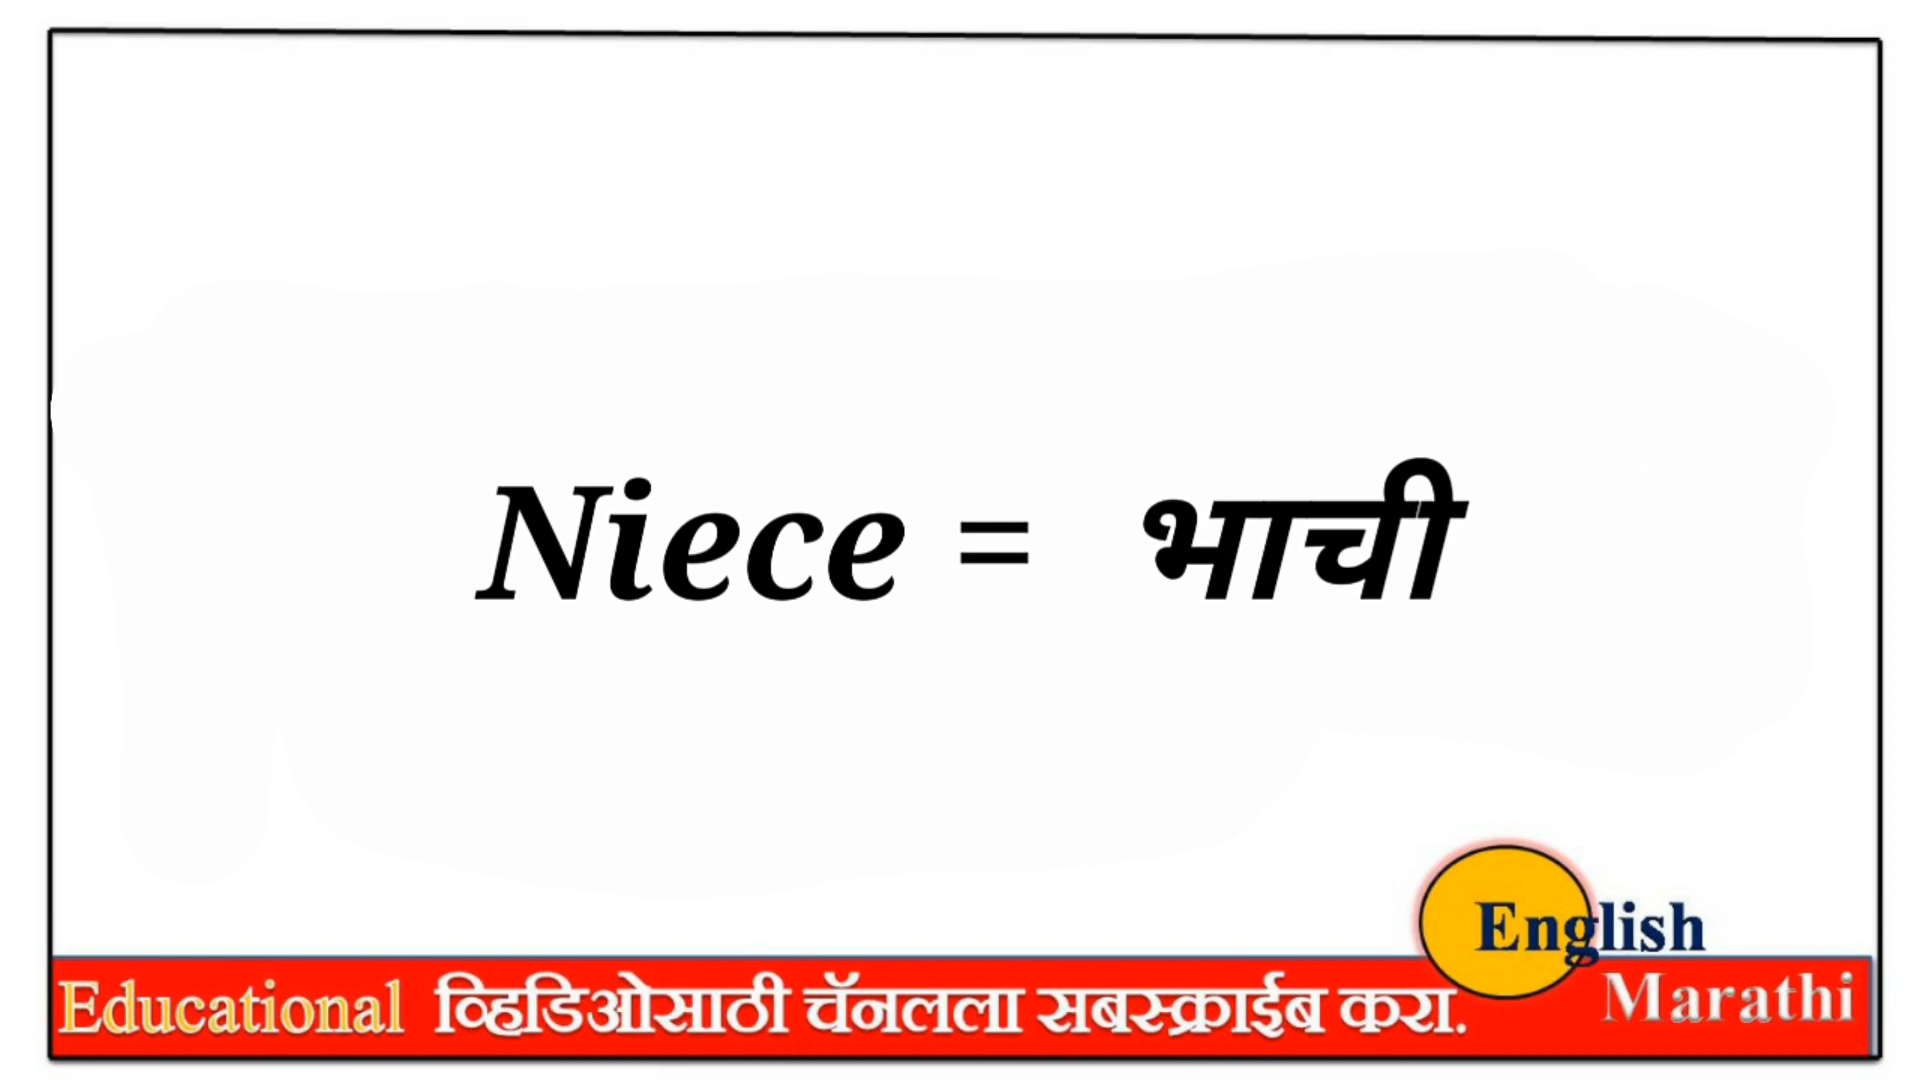 Niece = भाची
English
Educational व्हिडिओसाठी चॅनलला सबस्क्राईब करा.
Marathi